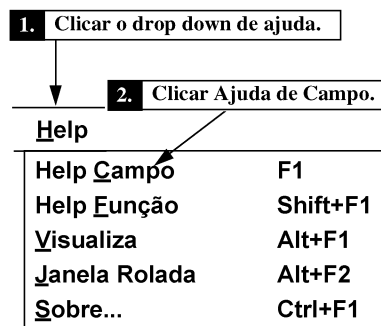 1. Clicar o drop down de ajuda.
2. Clicar Ajuda de Campo.
Help
Help Campo F1
Help Função Shift+F1
Visualiza Alt+F1
Janela Rolada Alt+F2
Sobre... Ctrl+F1